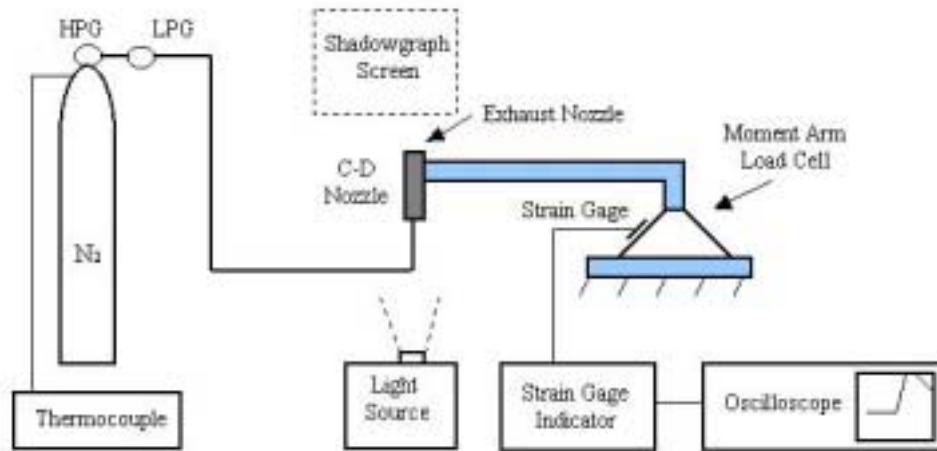 HPG
LPG
Shadowgraph
Screen
Exhaust Nozzle
Moment Arm
Load Cell
C-D
Nozzle
Strain Gage
N₂
Light
Source
Strain Gage
Indicator
Oscilloscope
Thermocouple